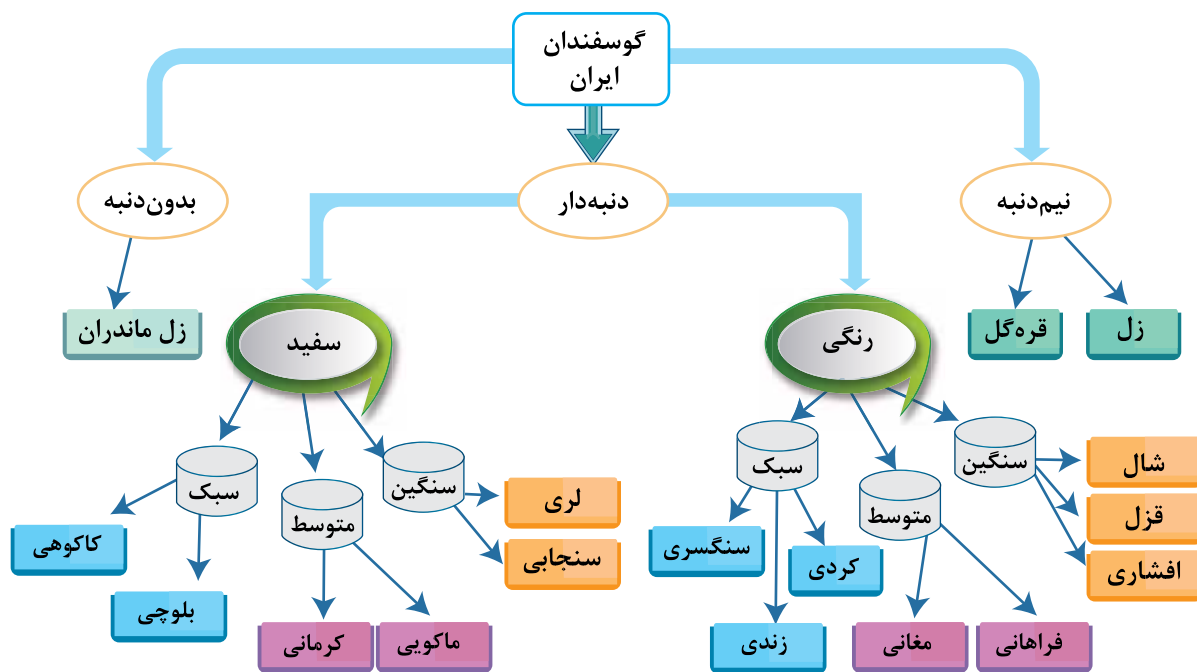 گوسفندان
ایران
نیم‌دنبه
دنبه‌دار
بدون‌دنبه
زل
قره‌گل
زل ماندران
رنگی
سفید
سنگین
متوسط
سبک
شال
قزل
افشاری
فراهانی
مغانی
کردی
زندی
سنگسری
سنگین
متوسط
سبک
لری
سنجابی
ماکویی
کرمانی
بلوچی
کاکوهی